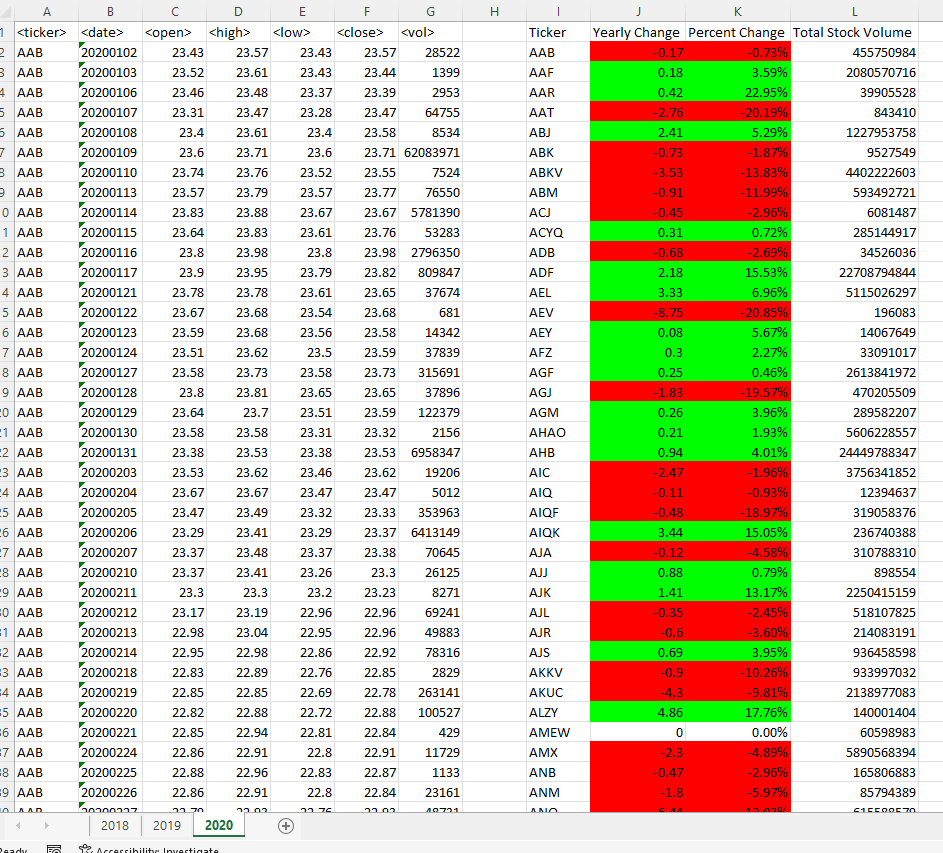 A B C D E F G H I J K L
1 <ticker> <date> <open> <high> <low> <close> <vol> Ticker Yearly Change Percent Change Total Stock Volume
2 AAB 20200102 23.43 23.57 23.43 23.57 28522 AAB -0.17 -0.73% 455750984
3 AAB 20200103 23.52 23.61 23.43 23.44 1399 AAF 0.18 3.59% 2080570716
4 AAB 20200106 23.46 23.48 23.37 23.39 2953 AAR 0.42 22.95% 39905528
5 AAB 20200107 23.31 23.47 23.28 23.47 64755 AAT -2.76 -20.19% 843410
6 AAB 20200108 23.4 23.61 23.4 23.58 8534 ABJ 2.41 5.29% 1227953758
7 AAB 20200109 23.6 23.71 23.6 23.71 62083971 ABK -0.73 -1.87% 9527549
8 AAB 20200110 23.74 23.76 23.52 23.55 7524 ABKV -3.53 -13.83% 4402222603
9 AAB 20200113 23.57 23.79 23.57 23.77 76550 ABM -0.91 -11.99% 593492721
0 AAB 20200114 23.83 23.88 23.67 23.67 5781390 ACJ -0.45 -2.96% 6081487
1 AAB 20200115 23.64 23.83 23.61 23.76 53283 ACYQ 0.31 0.72% 285144917
2 AAB 20200116 23.8 23.98 23.8 23.98 2796350 ADB -0.68 -2.69% 34526036
3 AAB 20200117 23.9 23.95 23.79 23.82 809847 ADF 2.18 15.53% 22708794844
4 AAB 20200121 23.78 23.78 23.61 23.65 37674 AEL 3.33 6.96% 5115026297
5 AAB 20200122 23.67 23.68 23.54 23.68 681 AEV -8.75 -20.85% 196083
6 AAB 20200123 23.59 23.68 23.56 23.58 14342 AEY 0.08 5.67% 14067649
7 AAB 20200124 23.51 23.62 23.5 23.59 37839 AFZ 0.3 2.27% 33091017
8 AAB 20200127 23.58 23.73 23.58 23.73 315691 AGF 0.25 0.46% 2613841972
9 AAB 20200128 23.8 23.81 23.65 23.65 37896 AGJ -1.83 -19.57% 470205509
20 AAB 20200129 23.64 23.7 23.51 23.59 122379 AGM 0.26 3.96% 289582207
21 AAB 20200130 23.58 23.58 23.31 23.32 2156 AHAO 0.21 1.93% 5606228557
22 AAB 20200131 23.38 23.53 23.38 23.53 6958347 AHB 0.94 4.01% 24449788347
23 AAB 20200203 23.53 23.62 23.46 23.62 19206 AIC -2.47 -1.96% 3756341852
24 AAB 20200204 23.67 23.67 23.47 23.47 5012 AIQ -0.11 -0.93% 12394637
25 AAB 20200205 23.47 23.49 23.32 23.33 353963 AIQF -0.48 -18.97% 319058376
26 AAB 20200206 23.29 23.41 23.29 23.37 6413149 AIQK 3.44 15.05% 236740388
27 AAB 20200207 23.37 23.48 23.37 23.38 70645 AJA -0.12 -4.58% 310788310
28 AAB 20200210 23.37 23.41 23.26 23.3 26125 AJJ 0.88 0.79% 898554
29 AAB 20200211 23.3 23.3 23.2 23.23 8271 AJK 1.41 13.17% 2250415159
30 AAB 20200212 23.17 23.19 22.96 22.96 69241 AJL -0.35 -2.45% 518107825
31 AAB 20200213 22.98 23.04 22.95 22.96 49883 AJR -0.6 -3.60% 214083191
32 AAB 20200214 22.95 22.98 22.86 22.92 78316 AJS 0.69 3.95% 936458598
33 AAB 20200218 22.83 22.89 22.76 22.85 2829 AKKV -0.9 -10.26% 933997032
34 AAB 20200219 22.85 22.85 22.69 22.78 263141 AKUC -4.3 -9.81% 2138977083
35 AAB 20200220 22.82 22.88 22.72 22.88 100527 ALZY 4.86 17.76% 140001404
36 AAB 20200221 22.85 22.94 22.81 22.84 429 AMEW 0 0.00% 60598983
37 AAB 20200224 22.86 22.91 22.8 22.91 11729 AMX -2.3 -4.89% 5890568394
38 AAB 20200225 22.88 22.96 22.83 22.87 1133 ANB -0.47 -2.96% 165806883
39 AAB 20200226 22.86 22.91 22.8 22.84 23161 ANM -1.8 -5.97% 85794389
2018 2019 2020
Ready Accessibility: Investigate